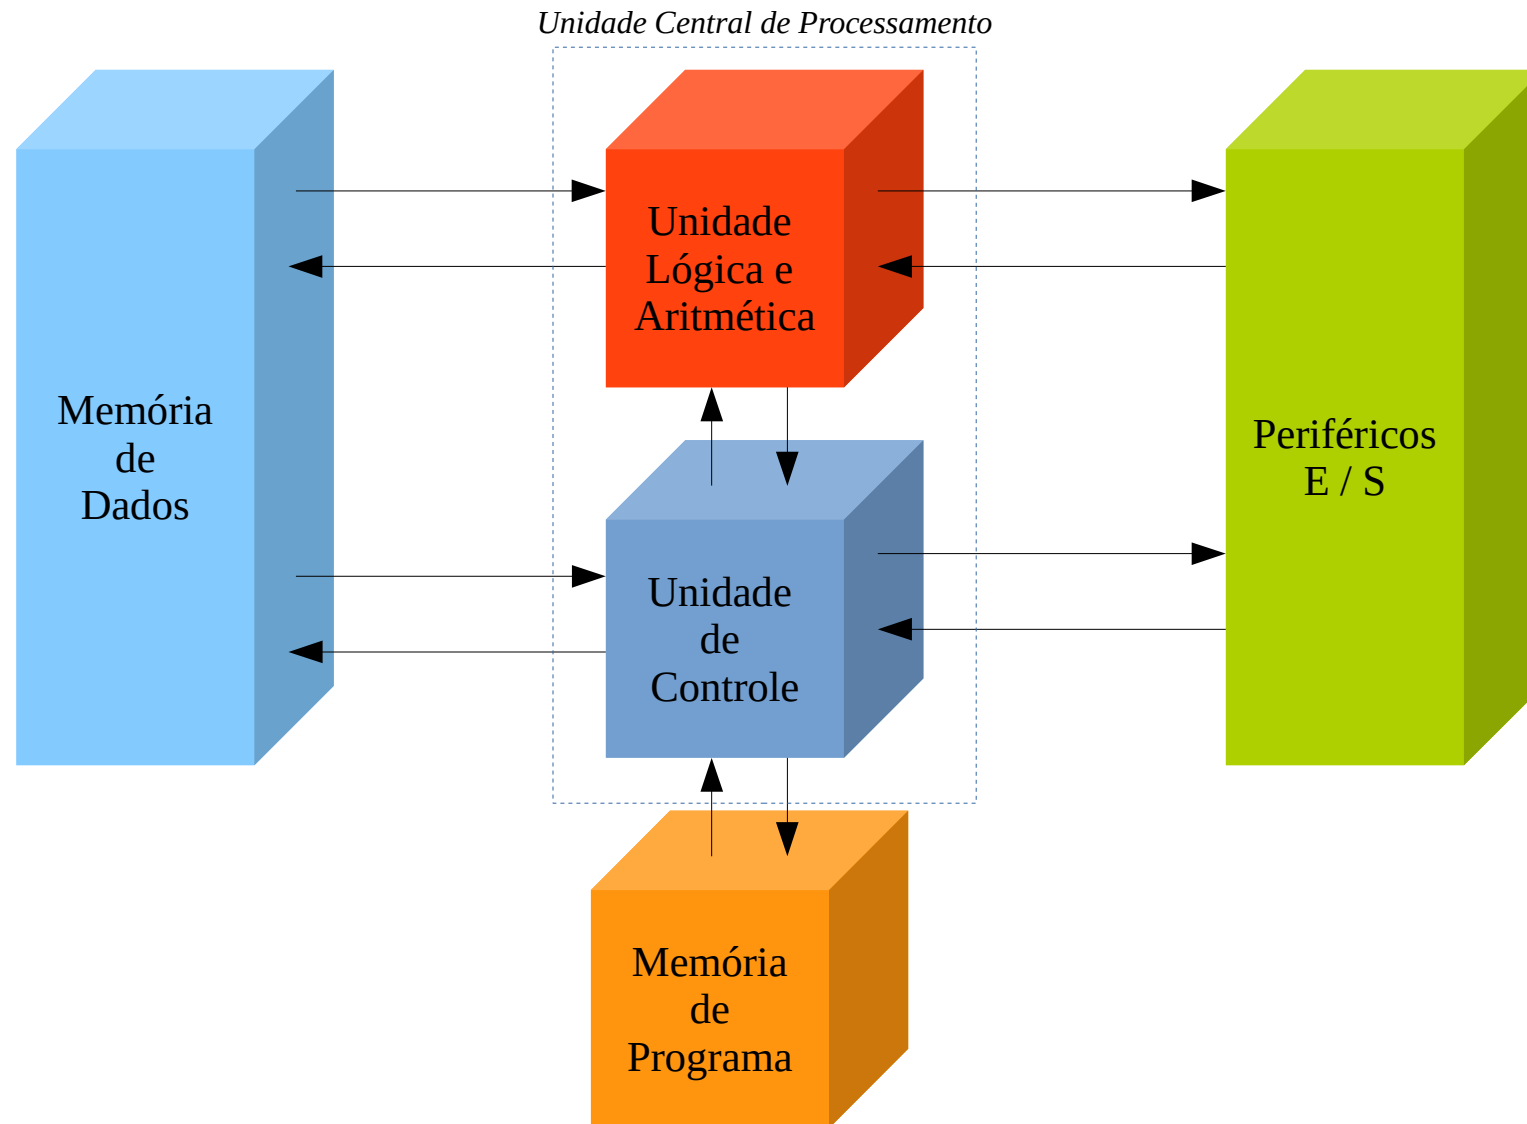 Unidade Central de Processamento
Unidade
Lógica e
Aritmética
Memória
de
Dados
Periféricos
E / S
Unidade
de
Controle
Memória
de
Programa